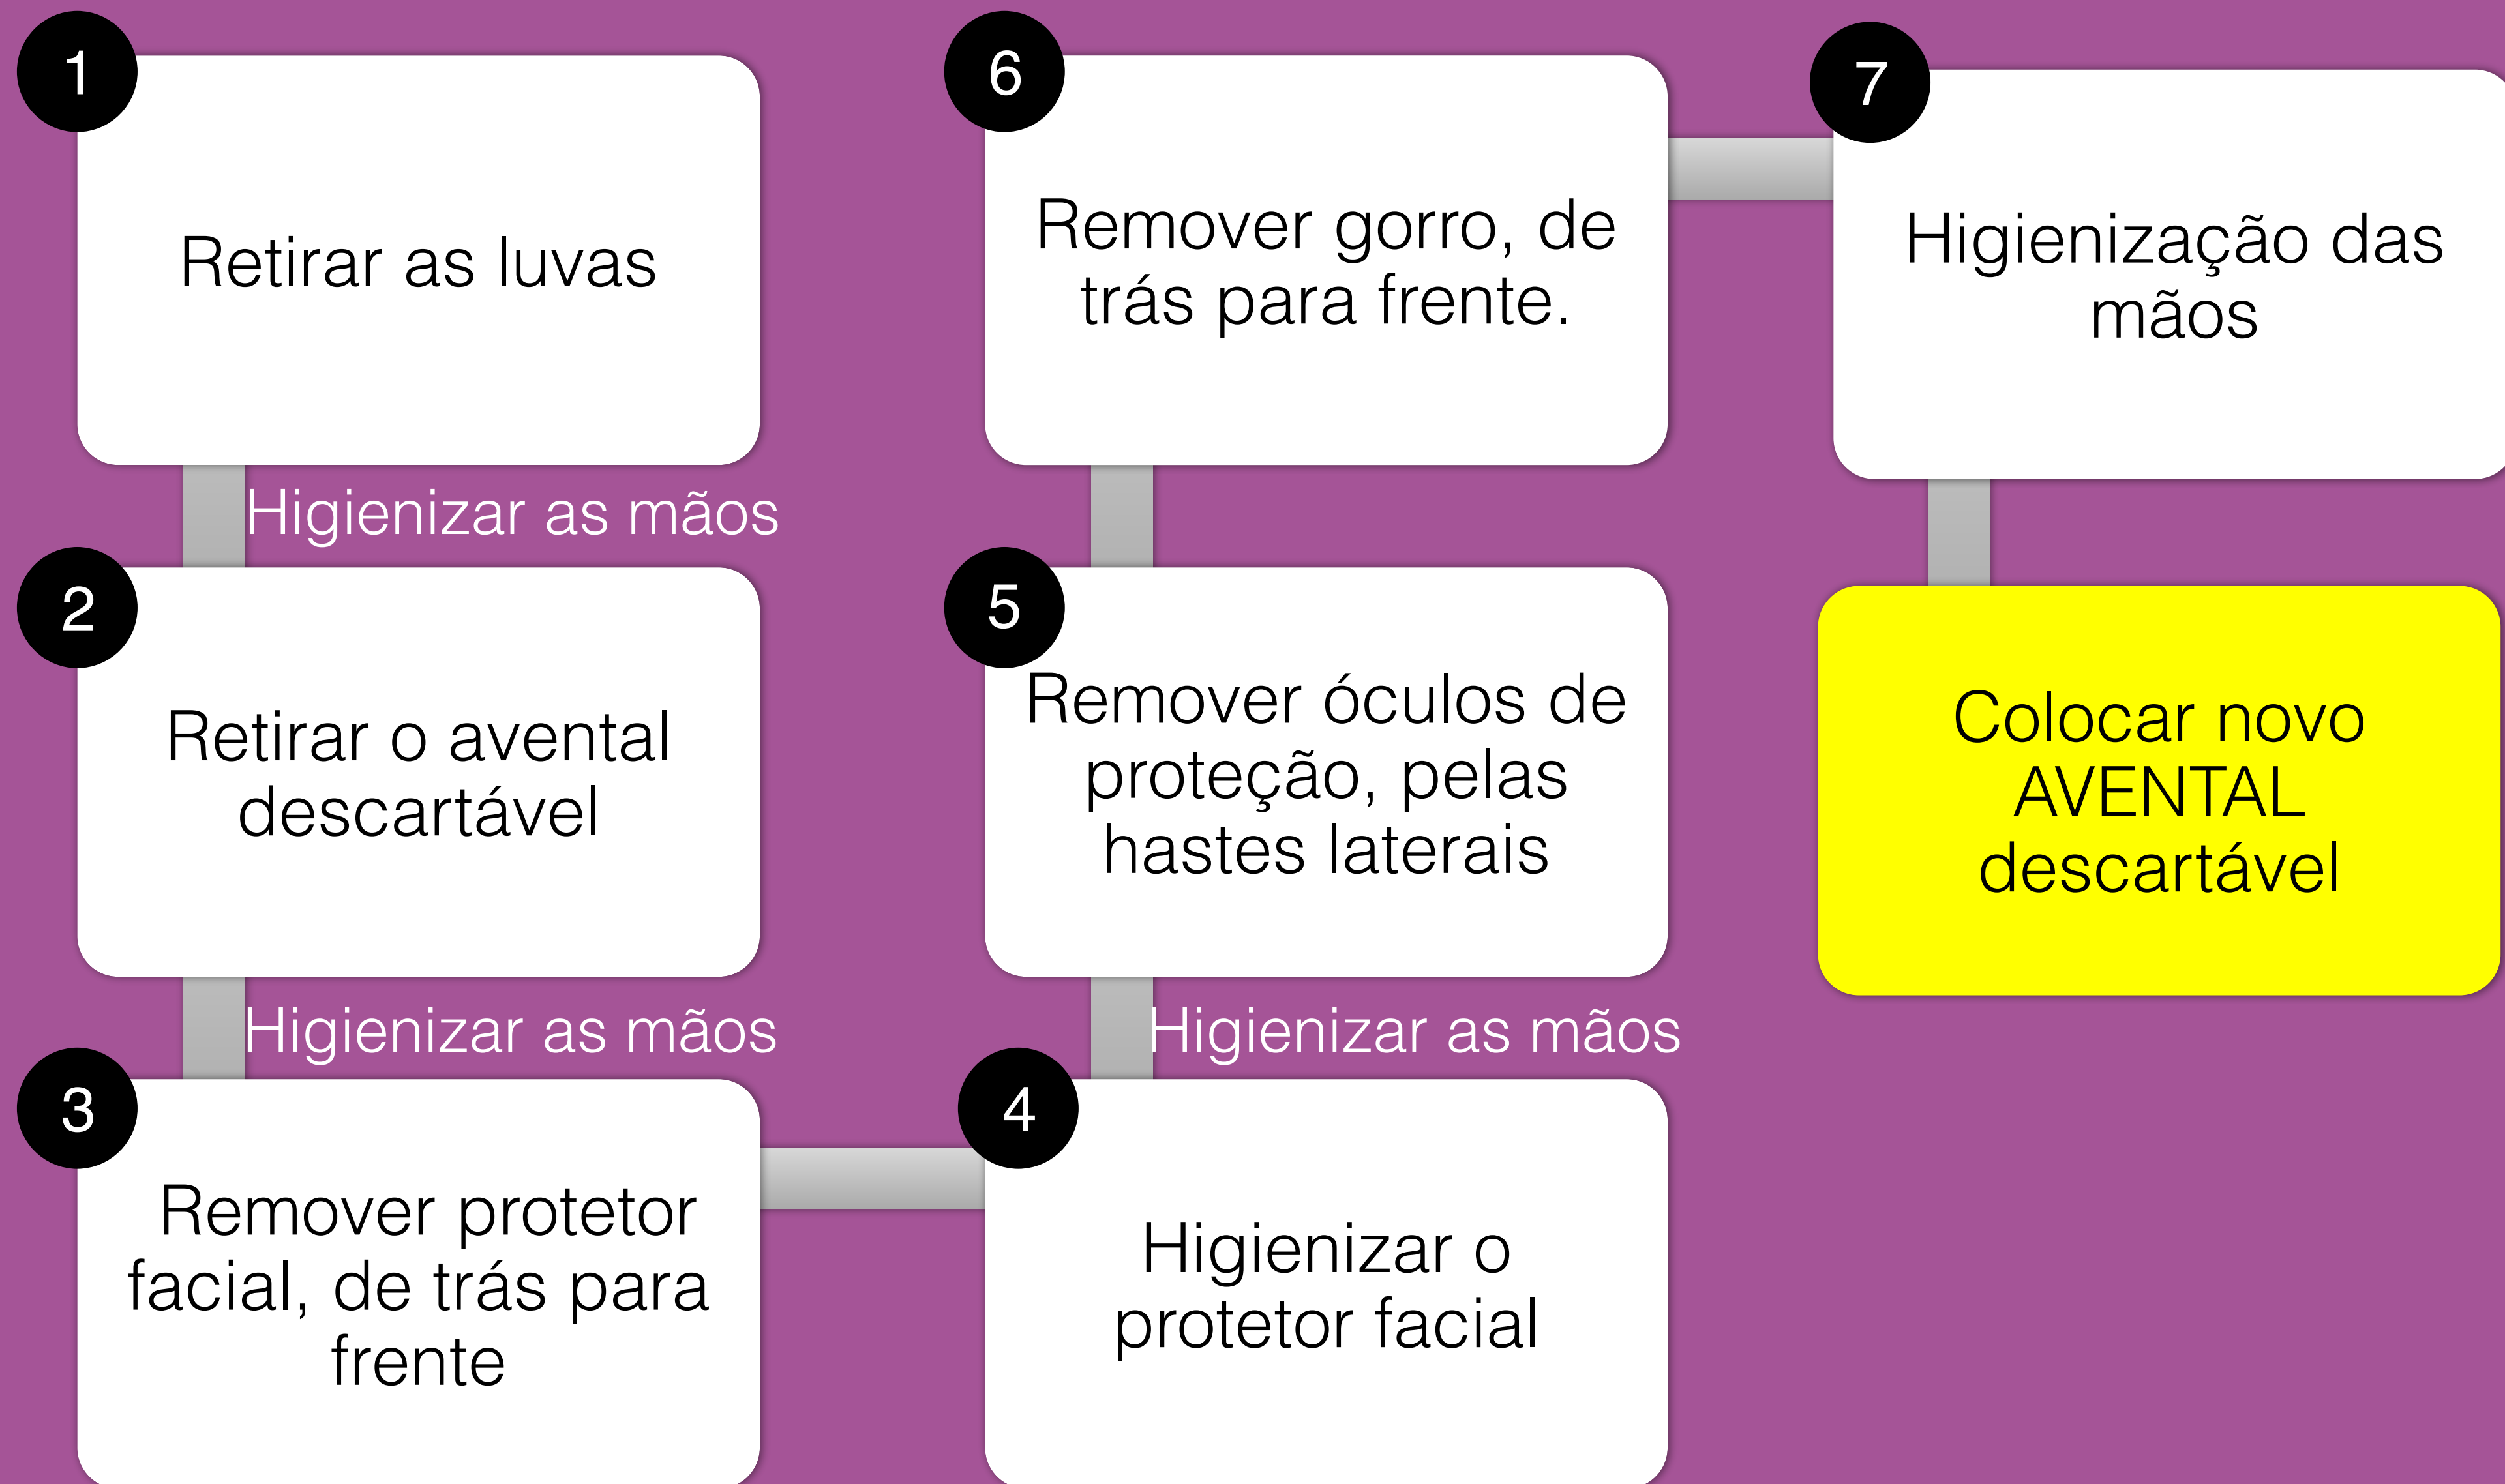 1
Retirar as luvas
Higienizar as mãos
2
Retirar o avental
descartável
Higienizar as mãos
3
Remover protetor
facial, de trás para
frente
4
Higienizar o
protetor facial
Higienizar as mãos
5
Remover óculos de
proteção, pelas
hastes laterais
6
Remover gorro, de
trás para frente.
7
Higienização das
mãos
Colocar novo
AVENTAL
descartável